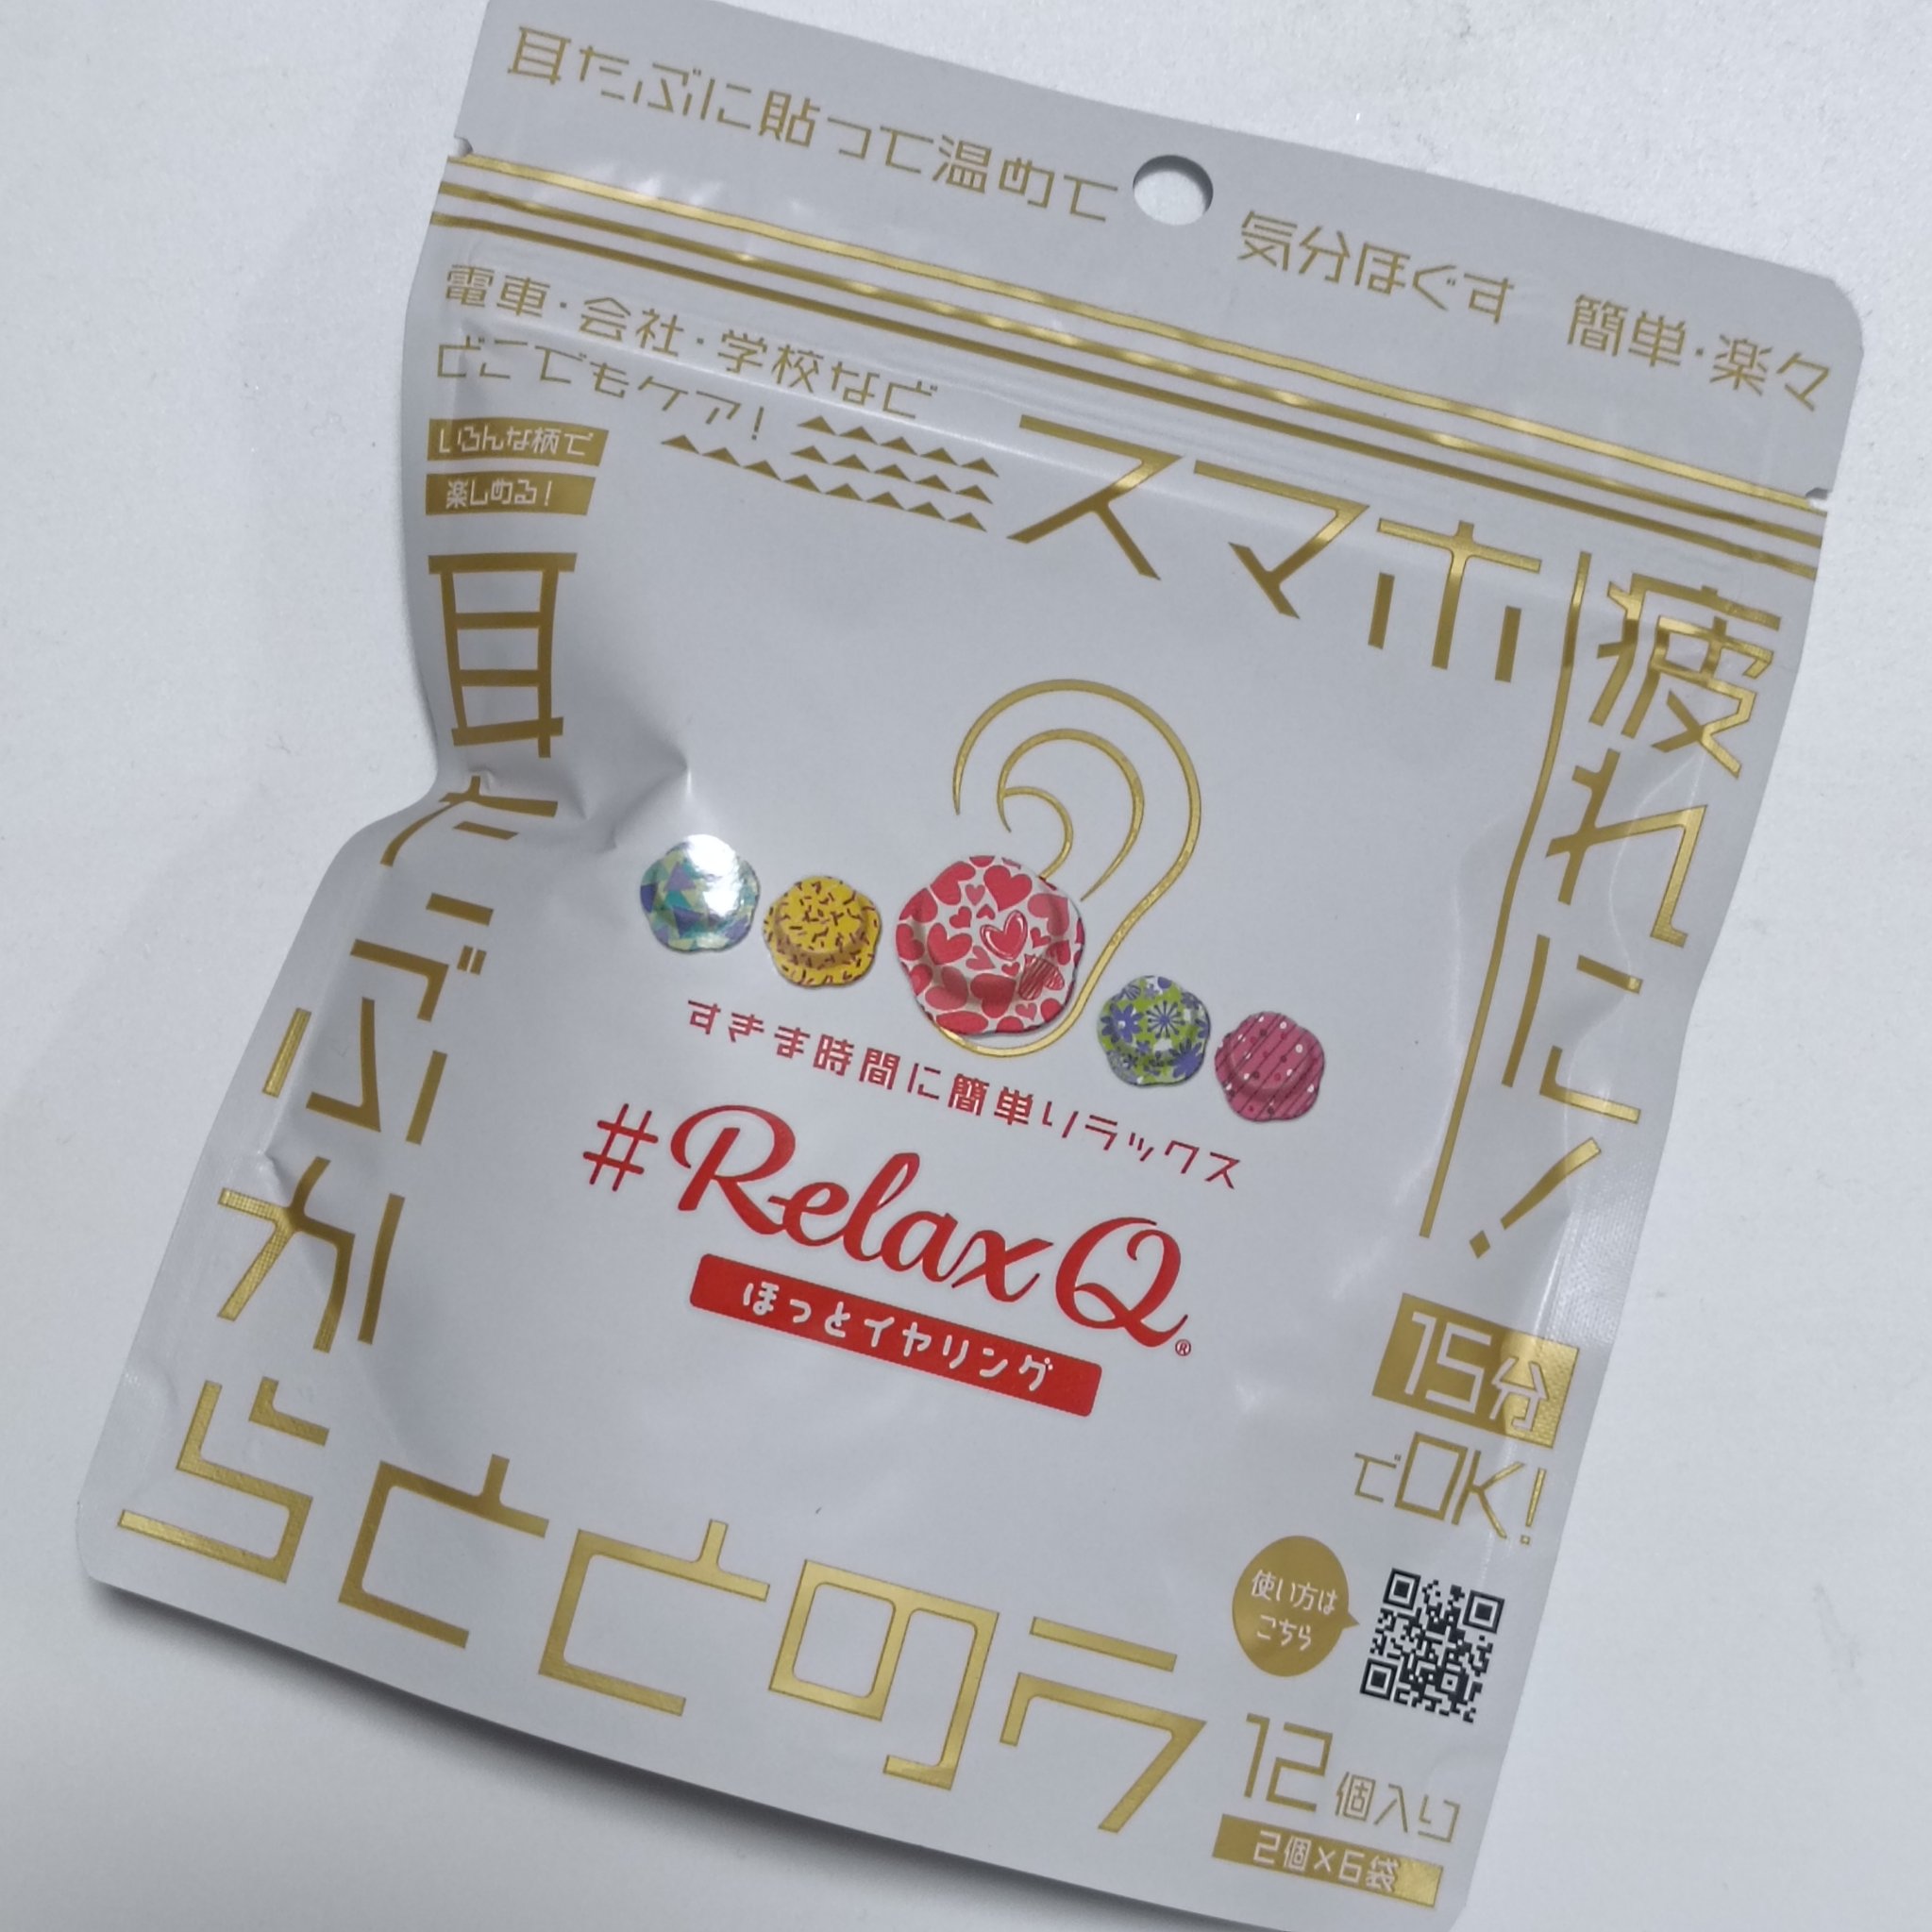 耳たぶに貼って温めて 気分ほぐす 簡単・楽々
電車・会社・学校など
どこでもケア!
いろんな柄で
楽しめる!
スマホ疲れに!
耳たぶからととのう
すきま時間に簡単リラックス
#RelaxQ®
ほっとイヤリング
15分
でOK!
使い方は
こちら
12個入り
2個×6袋